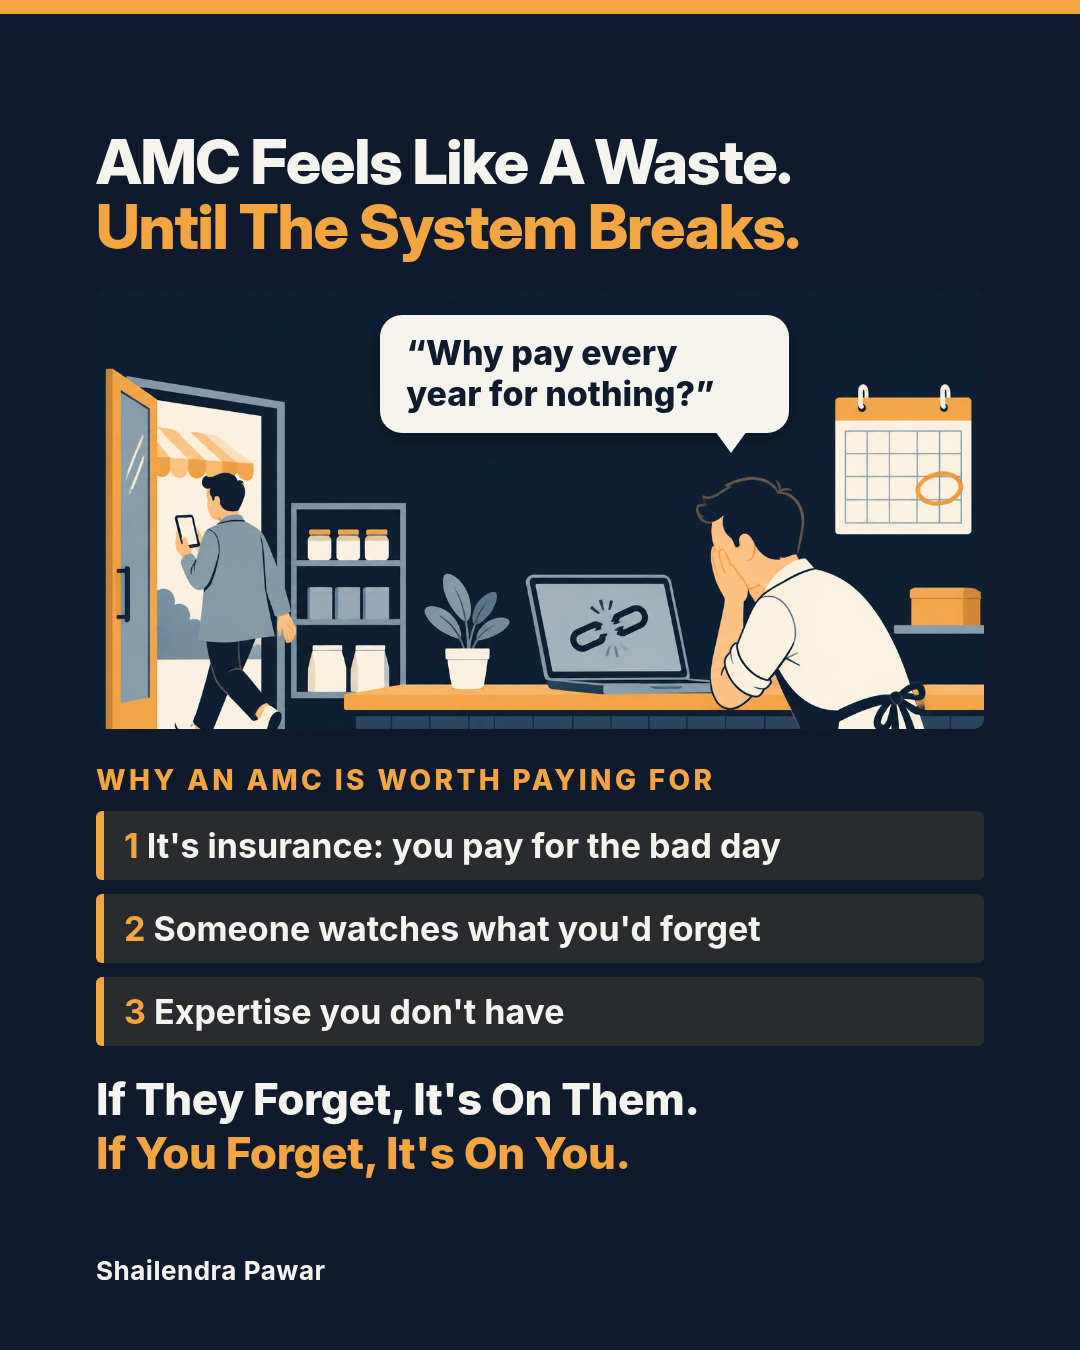 AMC Feels Like A Waste.
Until The System Breaks.
“Why pay every
year for nothing?”
WHY AN AMC IS WORTH PAYING FOR
1 It's insurance: you pay for the bad day
2 Someone watches what you'd forget
3 Expertise you don't have
If They Forget, It's On Them.
If You Forget, It's On You.
Shailendra Pawar